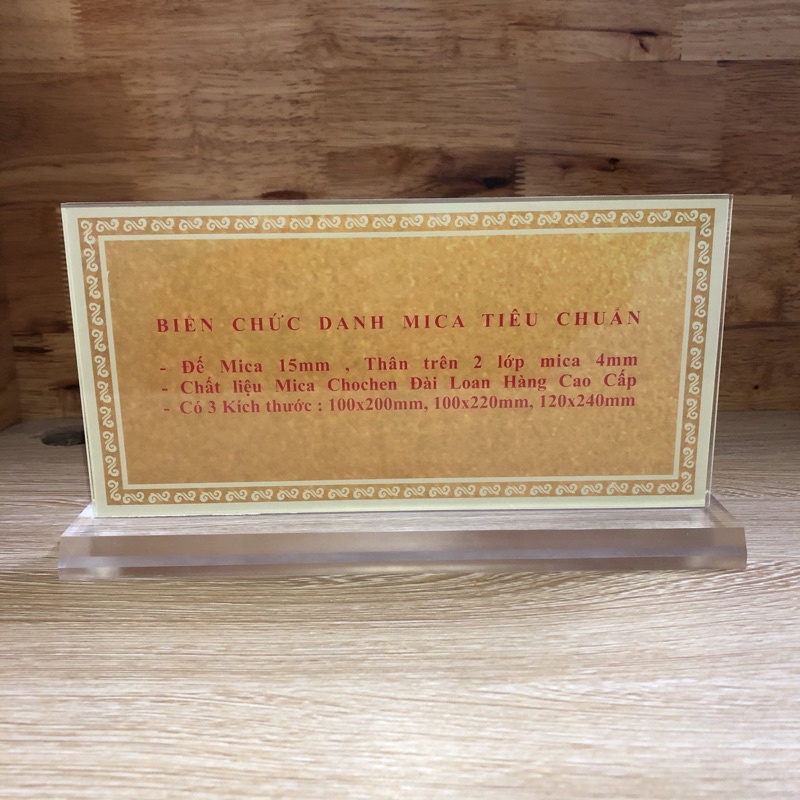 BIỂN CHỨC DANH MICA TIÊU CHUẨN
- Đế Mica 15mm , Thân trên 2 lớp mica 4mm
- Chất liệu Mica Chochen Đài Loan Hàng Cao Cấp
- Có 3 Kích thước : 100x200mm, 100x220mm, 120x240mm